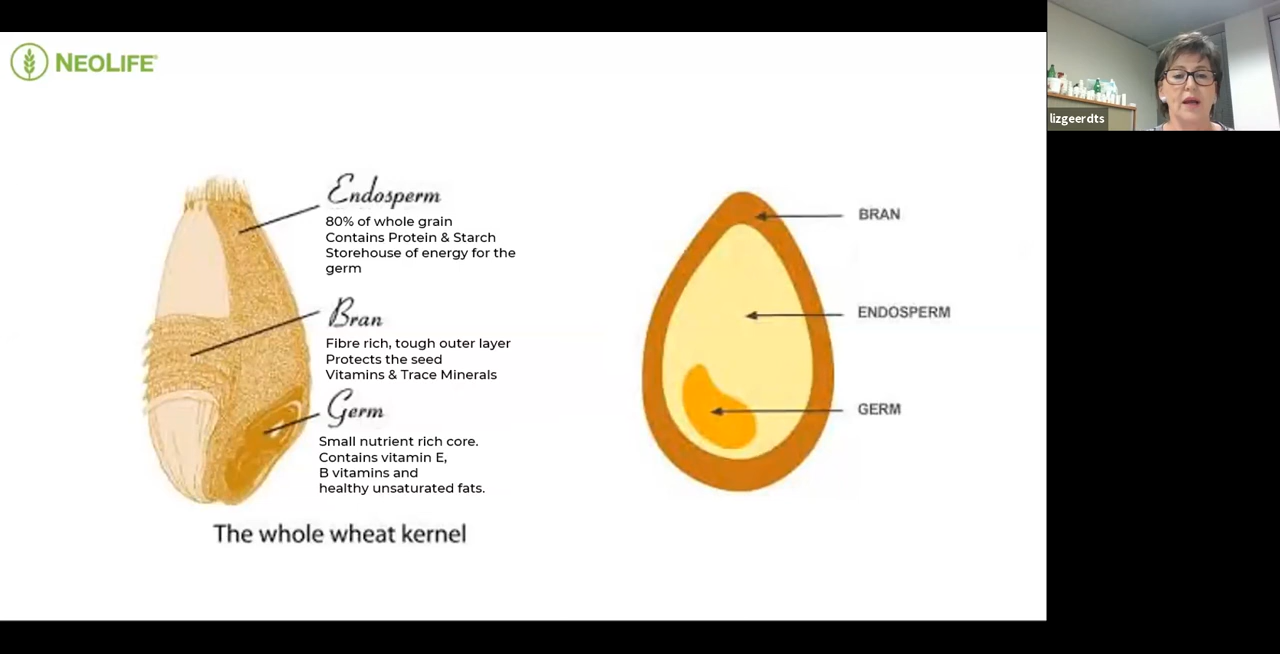 NEOLIFE
lizgeerdts
Endosperm
80% of whole grain
Contains Protein & Starch
Storehouse of energy for the
germ
Bran
Fibre rich, tough outer layer
Protects the seed
Vitamins & Trace Minerals
Germ
Small nutrient rich core.
Contains vitamin E,
B vitamins and
healthy unsaturated fats.
The whole wheat kernel
BRAN
ENDOSPERM
GERM